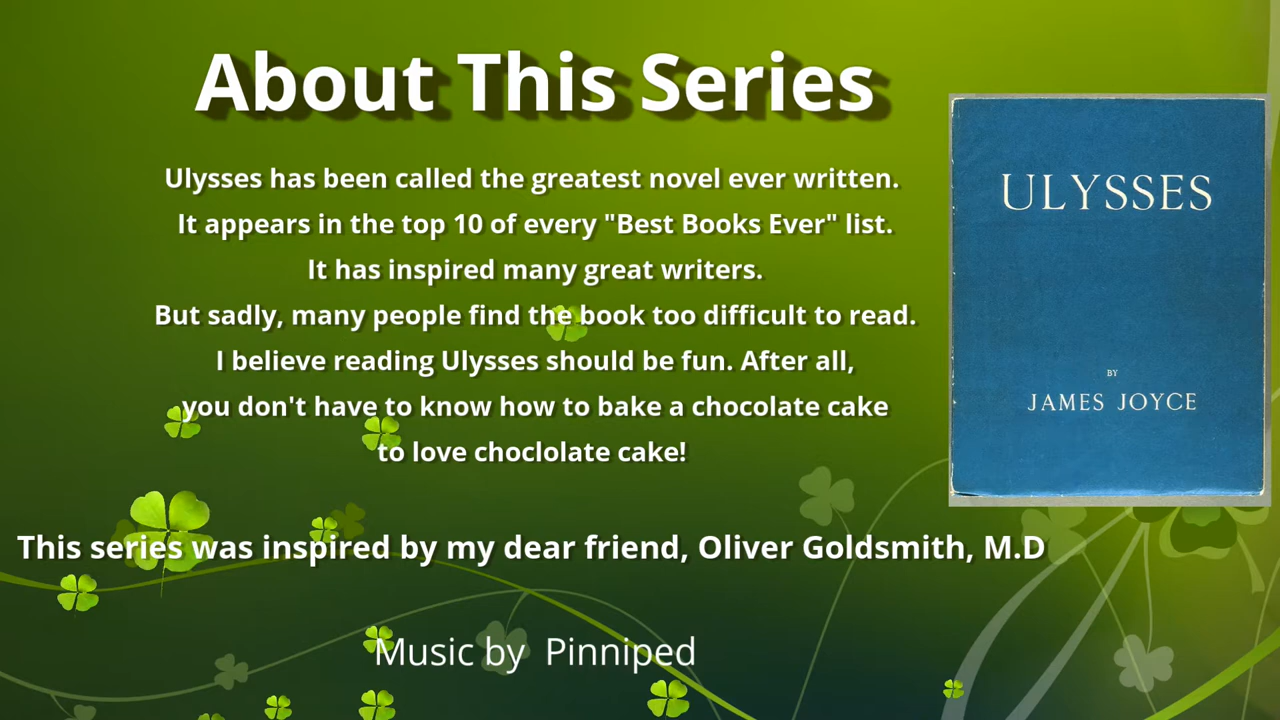 About This Series
Ulysses has been called the greatest novel ever written.
It appears in the top 10 of every "Best Books Ever" list.
It has inspired many great writers.
But sadly, many people find the book too difficult to read.
I believe reading Ulysses should be fun. After all,
you don't have to know how to bake a chocolate cake
to love choclolate cake!
This series was inspired by my dear friend, Oliver Goldsmith, M.D
Music by Pinniped
ULYSSES
BY
JAMES JOYCE